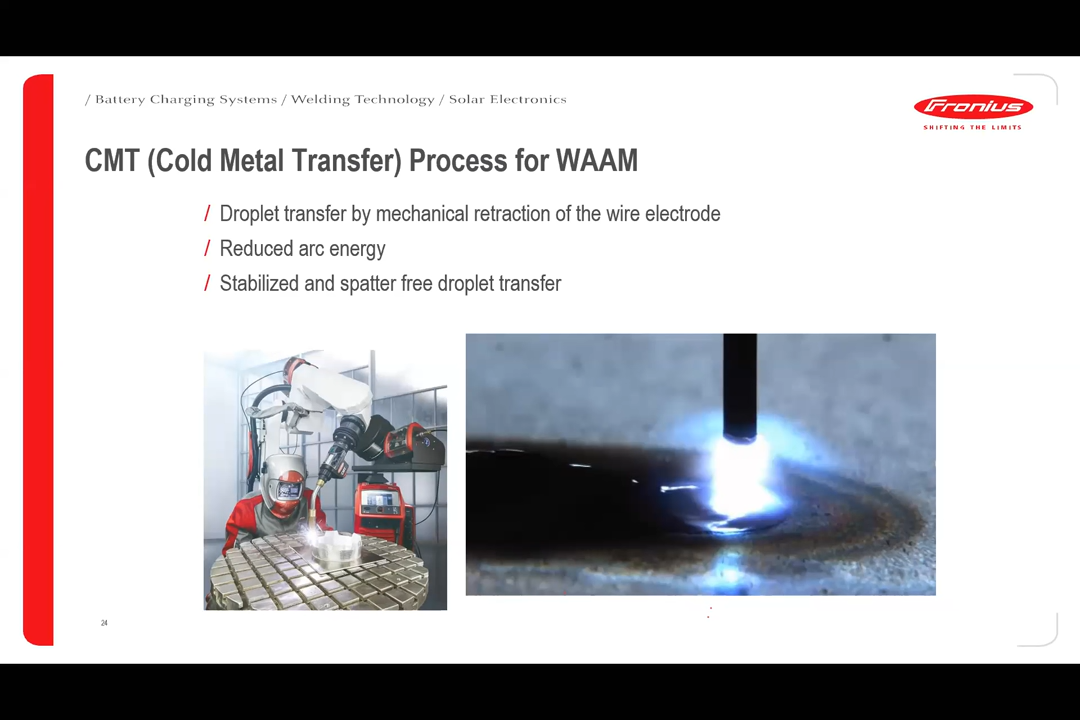 / Battery Charging Systems / Welding Technology / Solar Electronics
Fronius
SHIFTING THE LIMITS
CMT (Cold Metal Transfer) Process for WAAM
/ Droplet transfer by mechanical retraction of the wire electrode
/ Reduced arc energy
/ Stabilized and spatter free droplet transfer
24